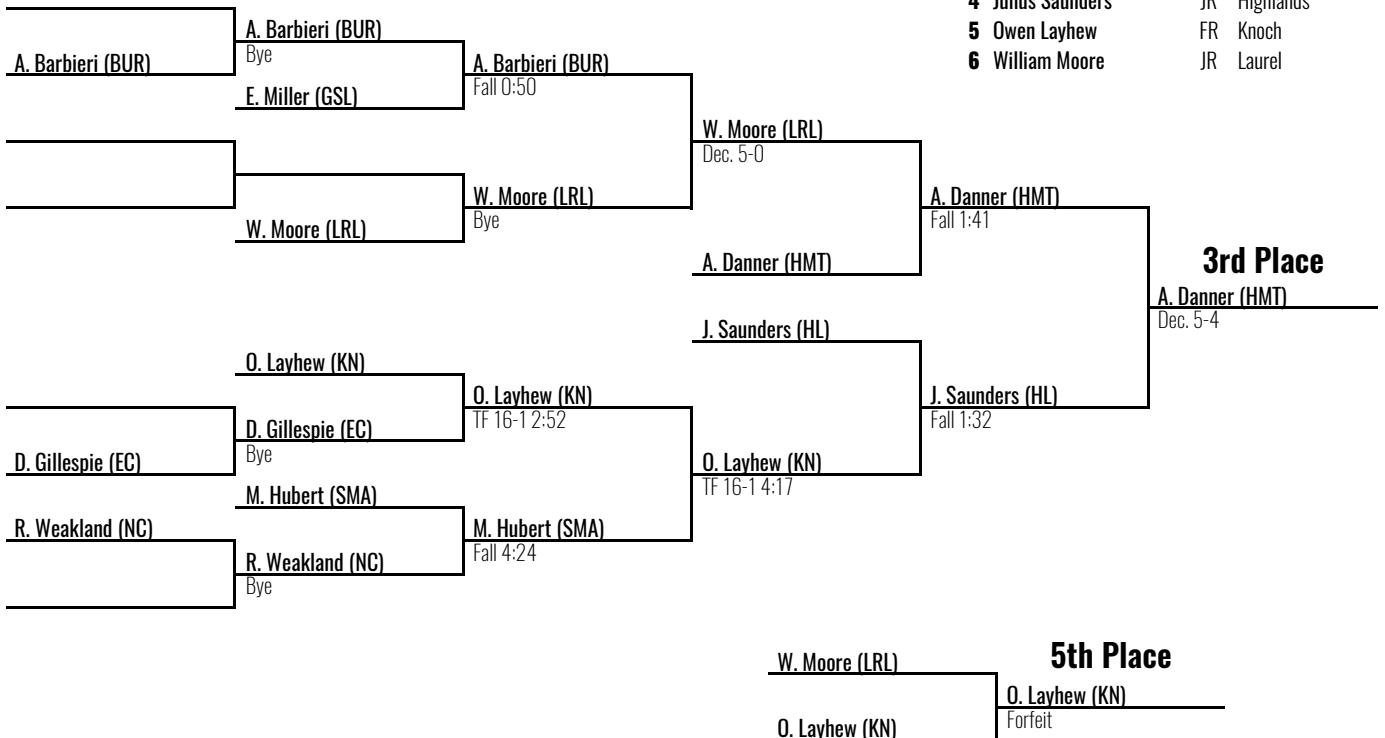 4 Julius Saunders JR Highlands
A. Barbieri (BUR)
Bye
5 Owen Layhew FR Knoch
A. Barbieri (BUR)
A. Barbieri (BUR)
6 William Moore JR Laurel
Fall 0:50
E. Miller (GSL)
W. Moore (LRL)
Dec. 5-0
W. Moore (LRL)
Bye
A. Danner (HMT)
Fall 1:41
W. Moore (LRL)
A. Danner (HMT)
3rd Place
A. Danner (HMT)
Dec. 5-4
J. Saunders (HL)
O. Layhew (KN)
O. Layhew (KN)
TF 16-1 2:52
J. Saunders (HL)
Fall 1:32
D. Gillespie (EC)
Bye
D. Gillespie (EC)
O. Layhew (KN)
TF 16-1 4:17
M. Hubert (SMA)
R. Weakland (NC)
M. Hubert (SMA)
Fall 4:24
R. Weakland (NC)
Bye
W. Moore (LRL)
5th Place
O. Layhew (KN)
Forfeit
O. Layhew (KN)